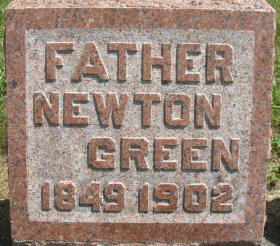 FATHER
NEWTON
GREEN
1849 1902